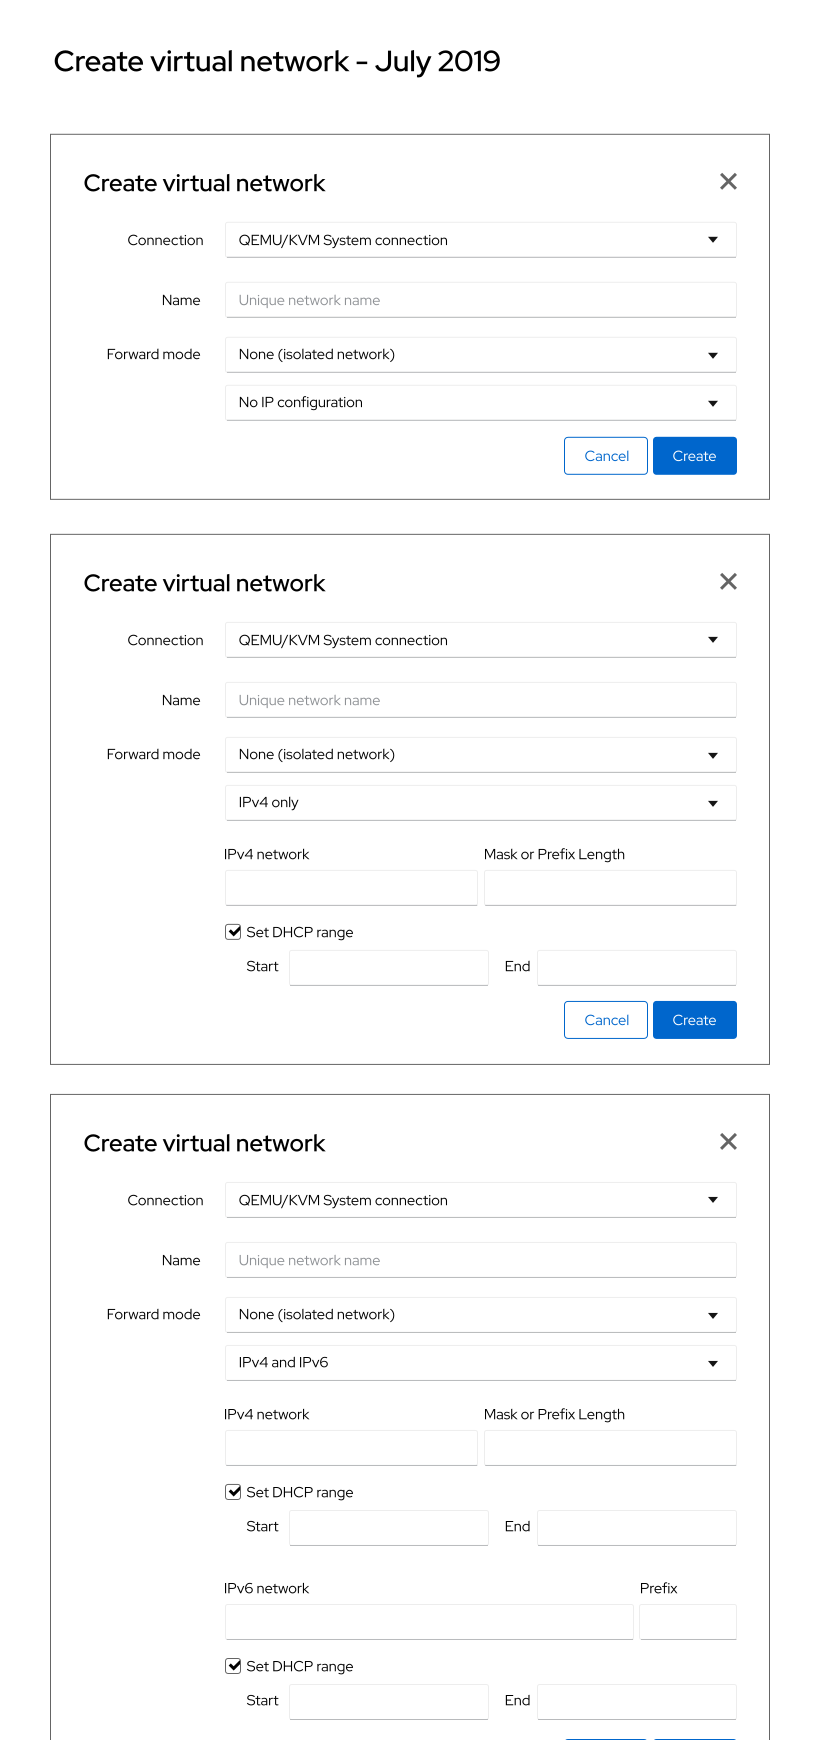 Create virtual network - July 2019
Create virtual network
Connection QEMU/KVM System connection
Name Unique network name
Forward mode None (isolated network)
No IP configuration
Cancel Create
Create virtual network
Connection QEMU/KVM System connection
Name Unique network name
Forward mode None (isolated network)
IPv4 only
IPv4 network Mask or Prefix Length
Set DHCP range
Start End
Cancel Create
Create virtual network
Connection QEMU/KVM System connection
Name Unique network name
Forward mode None (isolated network)
IPv4 and IPv6
IPv4 network Mask or Prefix Length
Set DHCP range
Start End
IPv6 network Prefix
Set DHCP range
Start End